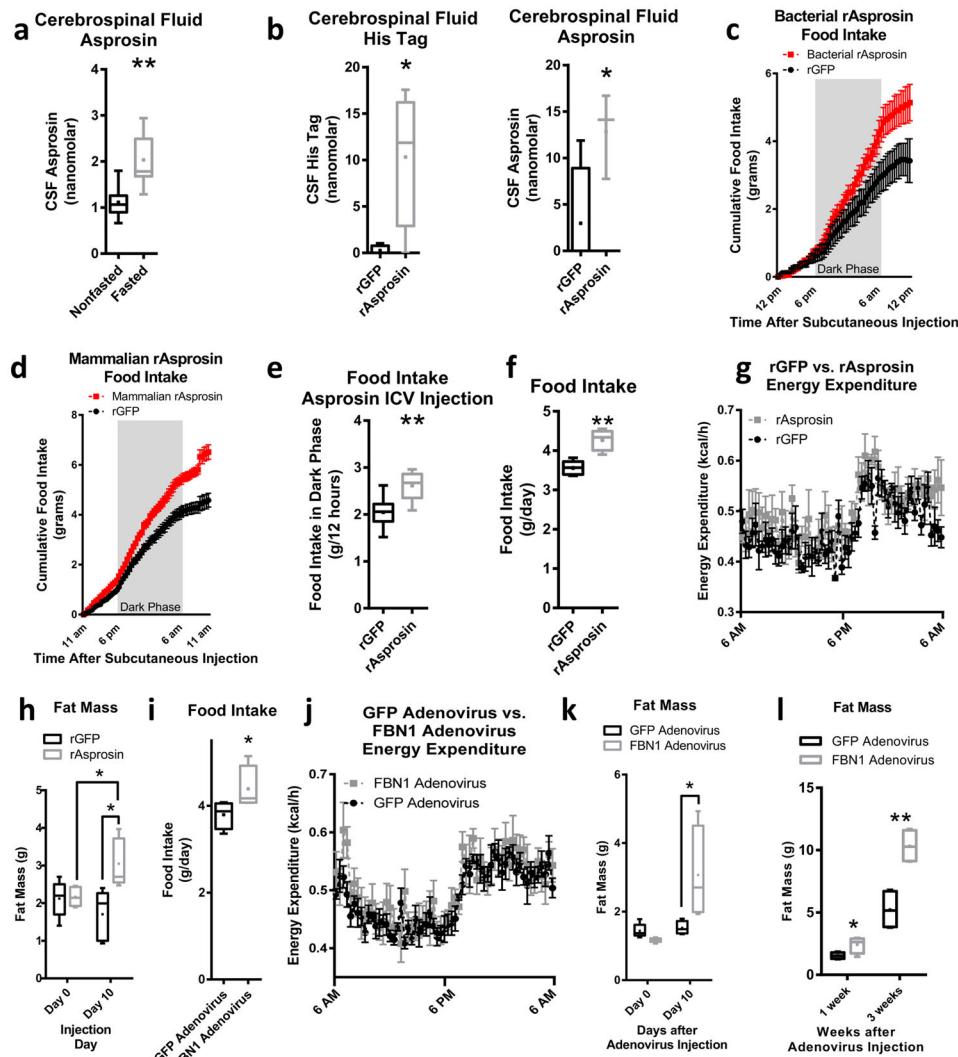 a
Cerebrospinal Fluid
Asprosin
**
CSF Asprosin
(nanomolar)
4
3
2
1
0
Nonfasted
Fasted
b
Cerebrospinal Fluid
His Tag
*
CSF His Tag
(nanomolar)
20
15
10
5
0
rGFP
rAsprosin
Cerebrospinal Fluid
Asprosin
*
CSF Asprosin
(nanomolar)
20
15
10
5
0
rGFP
rAsprosin
c
Bacterial rAsprosin
Food Intake
Bacterial rAsprosin
rGFP
Cumulative Food Intake
(grams)
6
4
2
0
Dark Phase
12 pm
6 pm
6 am
12 pm
Time After Subcutaneous Injection
d
Mammalian rAsprosin
Food Intake
Mammalian rAsprosin
rGFP
Cumulative Food Intake
(grams)
8
6
4
2
0
Dark Phase
11 am
6 pm
6 am
11 am
Time After Subcutaneous Injection
e
Food Intake
Asprosin ICV Injection
**
Food Intake in Dark Phase
(g/12 hours)
4
3
2
1
0
rGFP
rAsprosin
f
Food Intake
**
Food Intake
(g/day)
5
4
3
2
1
0
rGFP
rAsprosin
g
rGFP vs. rAsprosin
Energy Expenditure
rAsprosin
rGFP
Energy Expenditure (kcal/h)
0.7
0.6
0.5
0.4
0.3
6 AM
6 PM
6 AM
h
Fat Mass
rGFP
rAsprosin
*
*
Fat Mass (g)
5
4
3
2
1
0
Day 0
Day 10
Injection
Day
i
Food Intake
*
Food Intake
(g/day)
6
4
2
0
GFP Adenovirus
FBN1 Adenovirus
j
GFP Adenovirus vs.
FBN1 Adenovirus
Energy Expenditure
FBN1 Adenovirus
GFP Adenovirus
Energy Expenditure (kcal/h)
0.7
0.6
0.5
0.4
6 AM
6 PM
6 AM
k
Fat Mass
GFP Adenovirus
FBN1 Adenovirus
*
Fat Mass (g)
6
4
2
0
Day 0
Day 10
Days after
Adenovirus Injection
l
Fat Mass
GFP Adenovirus
FBN1 Adenovirus
**
*
Fat Mass (g)
15
10
5
0
1 week
3 weeks
Weeks after
Adenovirus Injection